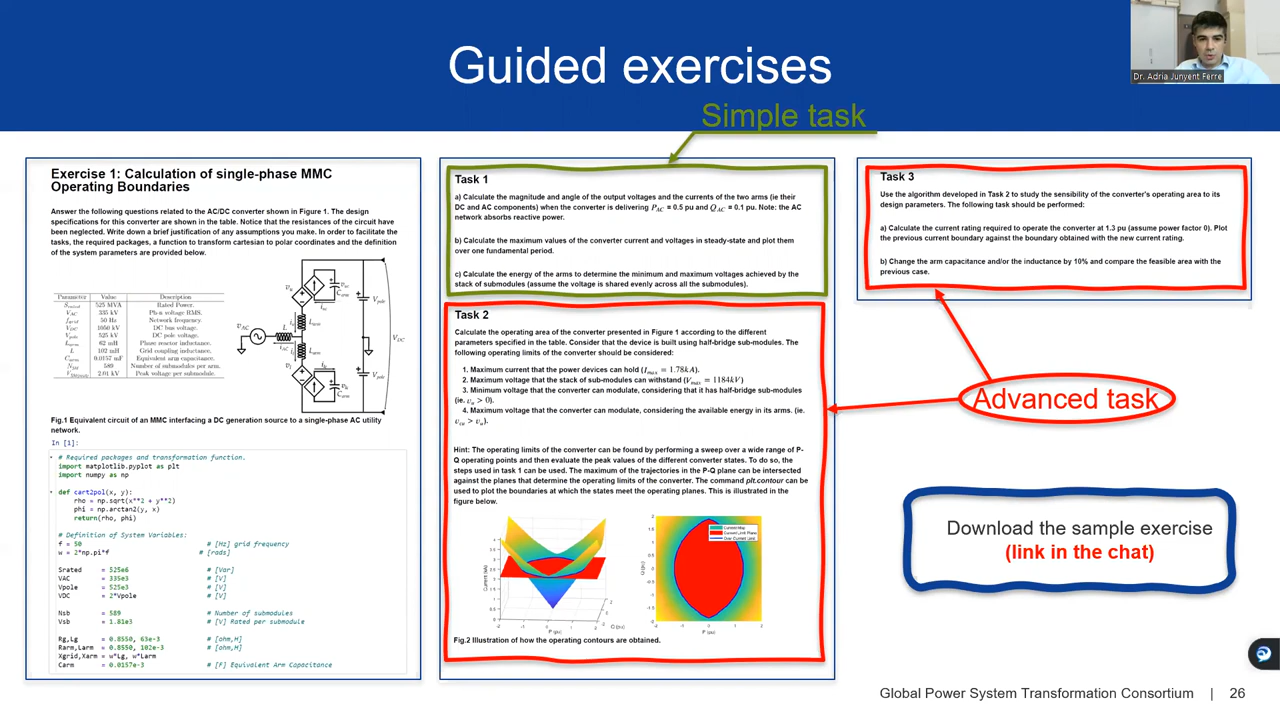 Guided exercises
Dr. Adria Junyent Ferre
Simple task
Exercise 1: Calculation of single-phase MMC
Operating Boundaries
Answer the following questions related to the AC/DC converter shown in Figure 1. The design
specifications for this converter are shown in the table. Notice that the resistances of the circuit have
been neglected. Write down a brief justification of any assumptions you make. In order to facilitate the
tasks, the required packages, a function to transform cartesian to polar coordinates and the definition
of the system parameters are provided below.
Parameter Value Description
525 MVA Rated Power.
V_AC 335 kV Ph-n voltage RMS.
50 Hz Network frequency.
V_DC 1050 kV DC bus voltage.
V_pole 525 kV DC pole voltage.
L_arm 62 mH Phase reactor inductance.
L 102 mH Grid coupling inductance.
C_arm 0.0157 mF Equivalent arm capacitance.
N_SM 589 Number of submodules per arm.
2.01 kV Peak voltage per submodule.
Fig.1 Equivalent circuit of an MMC interfacing a DC generation source to a single-phase AC utility
network.
In [1]:
# Required packages and transformation function.
import matplotlib.pyplot as plt
import numpy as np
def cart2pol(x, y):
rho = np.sqrt(x**2 + y**2)
phi = np.arctan2(y, x)
return(rho, phi)
# Definition of System Variables:
f = 50 # [Hz] grid frequency
w = 2*np.pi*f # [rads]
Srated = 525e6 # [Var]
VAC = 335e3 # [V]
Vpole = 525e3 # [V]
VDC = 2*Vpole # [V]
Nsb = 589 # Number of submodules
Vsb = 1.81e3 # [V] Rated per submodule
Rg,Lg = 0.8550, 63e-3 # [ohm,H]
Rarm,Larm = 0.8550, 102e-3 # [ohm,H]
Xgrid,Xarm = w*Lg, w*Larm
Carm = 0.0157e-3 # [F] Equivalent Arm Capacitance
Task 1
a) Calculate the magnitude and angle of the output voltages and the currents of the two arms (ie their
DC and AC components) when the converter is delivering P_AC = 0.5 pu and Q_AC = 0.1 pu. Note: the AC
network absorbs reactive power.
b) Calculate the maximum values of the converter current and voltages in steady-state and plot them
over one fundamental period.
c) Calculate the energy of the arms to determine the minimum and maximum voltages achieved by the
stack of submodules (assume the voltage is shared evenly across all the submodules).
Task 2
Calculate the operating area of the converter presented in Figure 1 according to the different
parameters specified in the table. Consider that the device is built using half-bridge sub-modules. The
following operating limits of the converter should be considered:
1. Maximum current that the power devices can hold (I_max = 1.78kA).
2. Maximum voltage that the stack of sub-modules can withstand (V_max = 1184kV)
3. Minimum voltage that the converter can modulate, considering that it has half-bridge sub-modules
(ie. v_u > 0).
4. Maximum voltage that the converter can modulate, considering the available energy in its arms. (ie.
v_cu > v_u).
Hint: The operating limits of the converter can be found by performing a sweep over a wide range of P-
Q operating points and then evaluate the peak values of the different converter states. To do so, the
steps used in task 1 can be used. The maximum of the trajectories in the P-Q plane can be intersected
against the planes that determine the operating limits of the converter. The command plt.contour can be
used to plot the boundaries at which the states meet the operating planes. This is illustrated in the
figure below.
Current (kA)
P (pu)
Q (pu)
Q (pu)
P (pu)
Current Map
Current Limit Plane
Over Current Limit
Fig.2 Illustration of how the operating contours are obtained.
Task 3
Use the algorithm developed in Task 2 to study the sensibility of the converter's operating area to its
design parameters. The following task should be performed:
a) Calculate the current rating required to operate the converter at 1.3 pu (assume power factor 0). Plot
the previous current boundary against the boundary obtained with the new current rating.
b) Change the arm capacitance and/or the inductance by 10% and compare the feasible area with the
previous case.
Advanced task
Download the sample exercise
(link in the chat)
Global Power System Transformation Consortium | 26